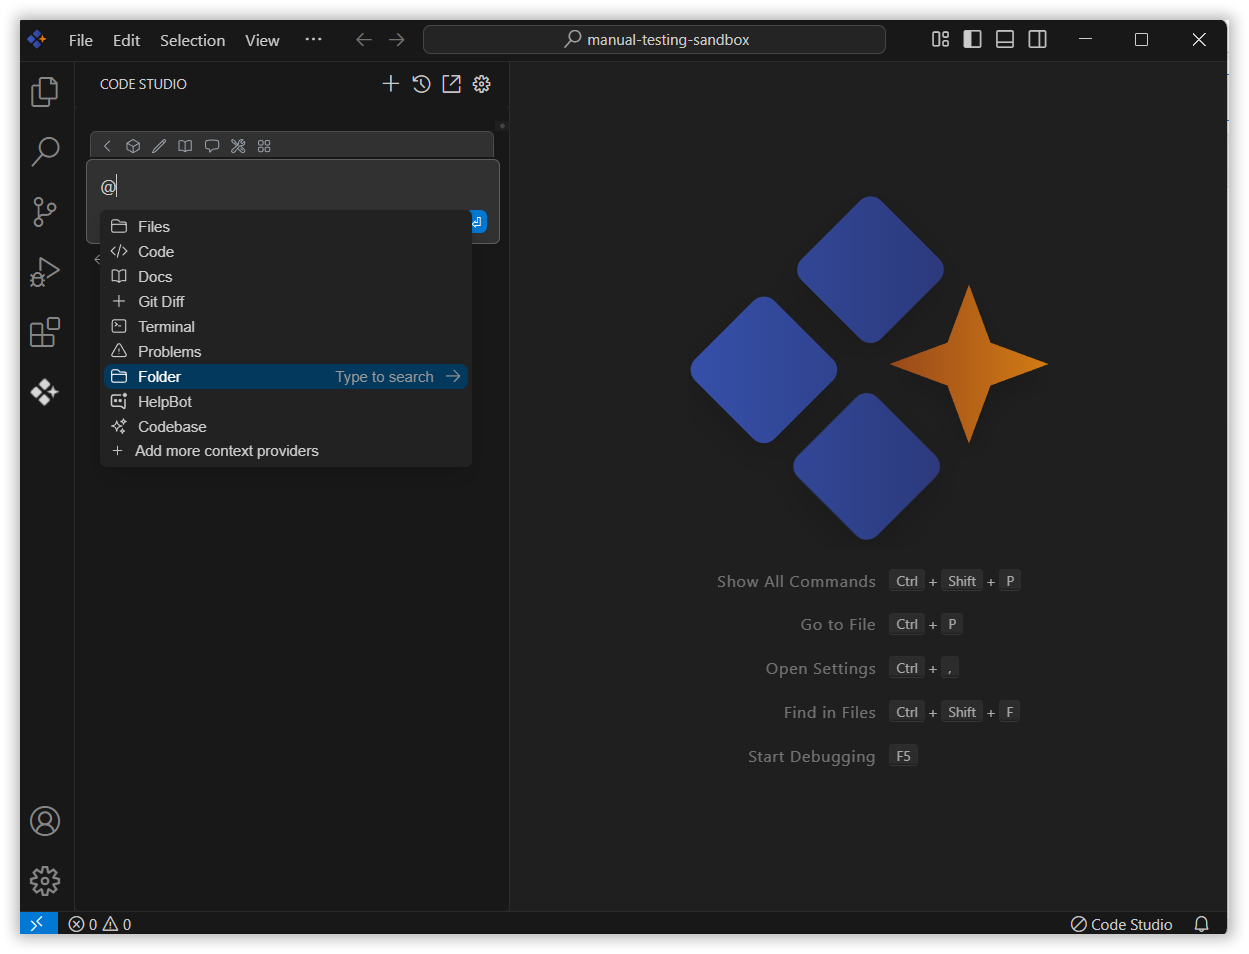 File Edit Selection View ··· manual-testing-sandbox
CODE STUDIO
@
Files
Code
Docs
Git Diff
Terminal
Problems
Folder Type to search
HelpBot
Codebase
Add more context providers
Show All Commands Ctrl + Shift + P
Go to File Ctrl + P
Open Settings Ctrl + ,
Find in Files Ctrl + Shift + F
Start Debugging F5
0 0 Code Studio